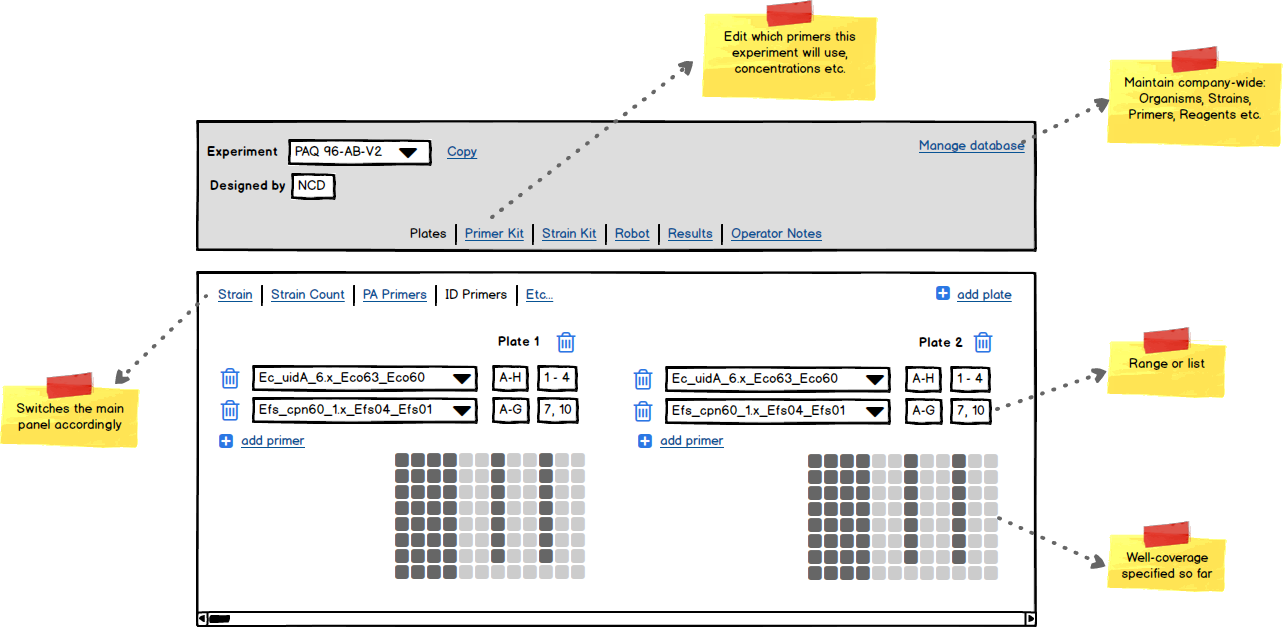 Edit which primers this
experiment will use,
concentrations etc.
Maintain company-wide:
Organisms, Strains,
Primers, Reagents etc.
Experiment PAQ 96-AB-V2 Copy
Manage database
Designed by NCD
Plates Primer Kit Strain Kit Robot Results Operator Notes
Strain Strain Count PA Primers ID Primers Etc... add plate
Plate 1
Ec_uidA_6.x_Eco63_Eco60 A-H 1 - 4
Efs_cpn60_1.x_Efs04_Efs01 A-G 7, 10
add primer
Plate 2
Ec_uidA_6.x_Eco63_Eco60 A-H 1 - 4
Efs_cpn60_1.x_Efs04_Efs01 A-G 7, 10
add primer
Range or list
Switches the main
panel accordingly
Well-coverage
specified so far